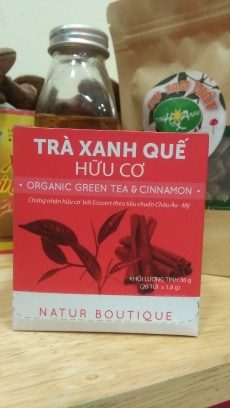 TRÀ XANH QUẾ
HỮU CƠ
• ORGANIC GREEN TEA & CINNAMON •
Chứng nhận hữu cơ bởi Ecocert theo tiêu chuẩn Châu Âu - Mỹ
KHỐI LƯỢNG TỊNH 36 g
(20 TÚI x 1.8 g)
NATUR BOUTIQUE